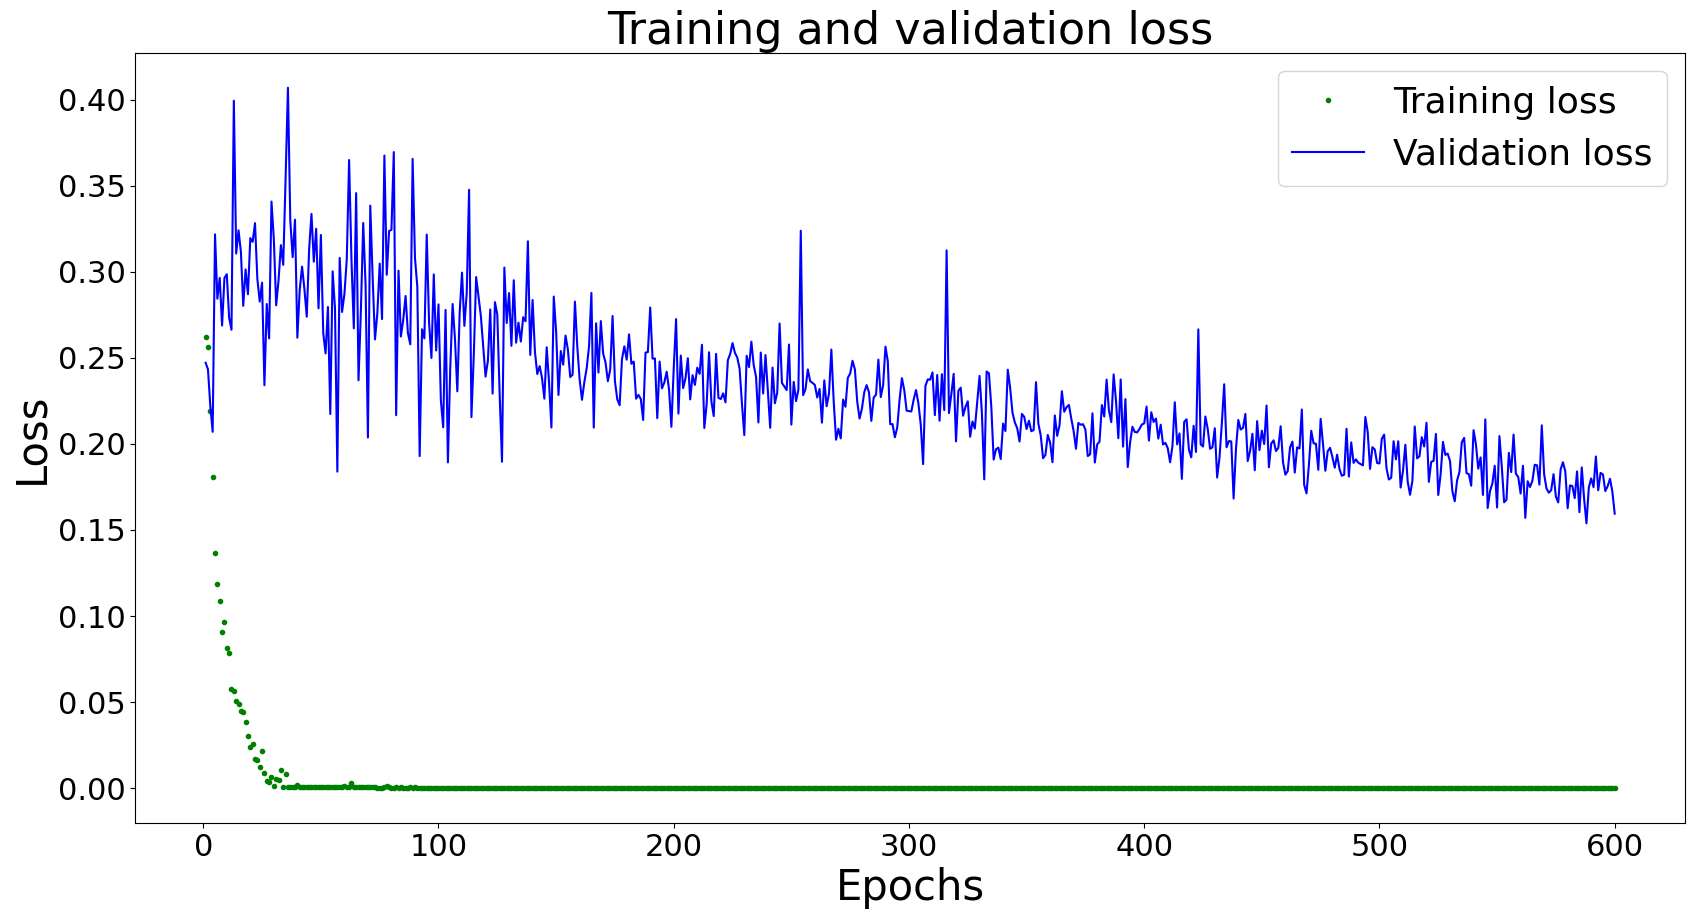 Training and validation loss
Training loss
Validation loss
Loss
0.40
0.35
0.30
0.25
0.20
0.15
0.10
0.05
0.00
0 100 200 300 400 500 600
Epochs